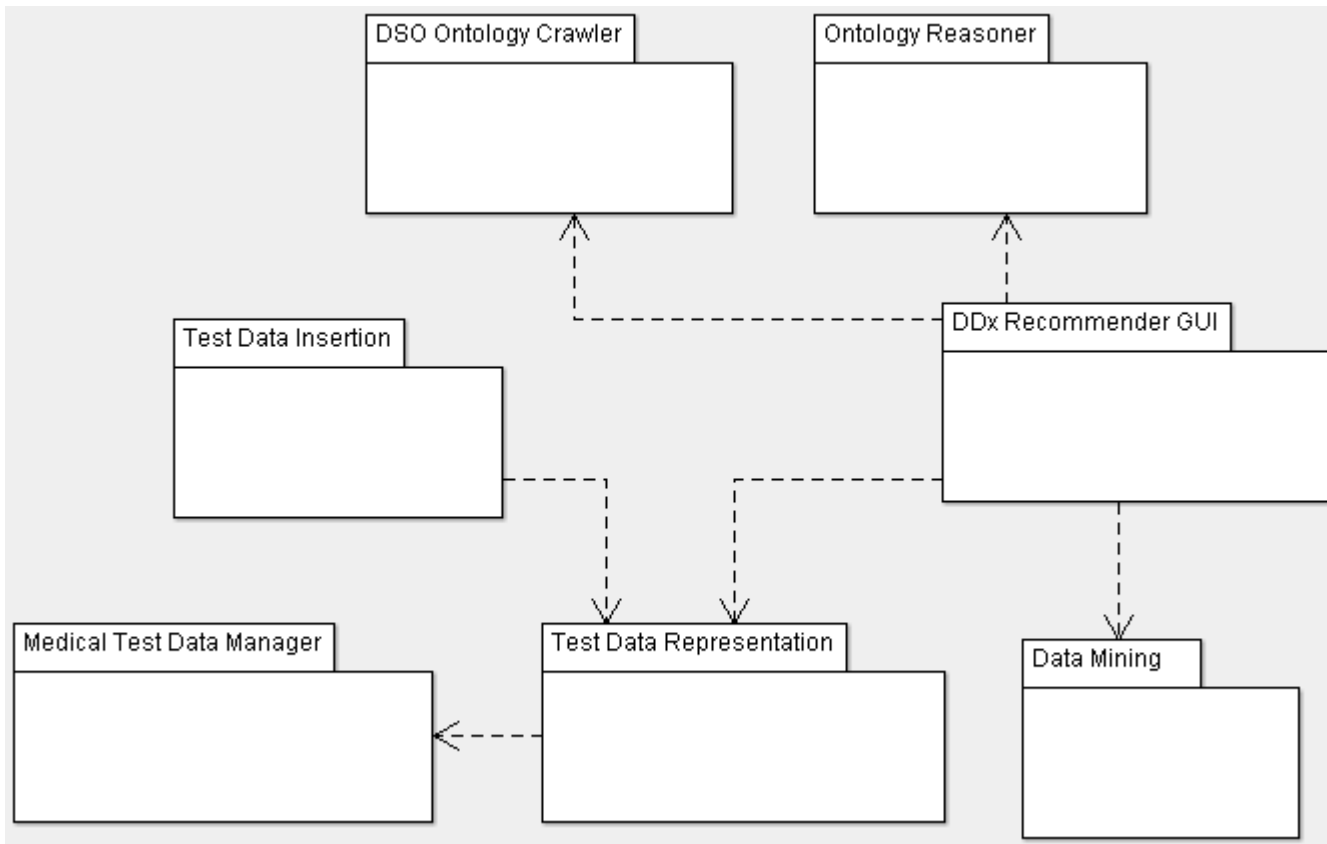 DSO Ontology Crawler
Ontology Reasoner
DDx Recommender GUI
Test Data Insertion
Medical Test Data Manager
Test Data Representation
Data Mining